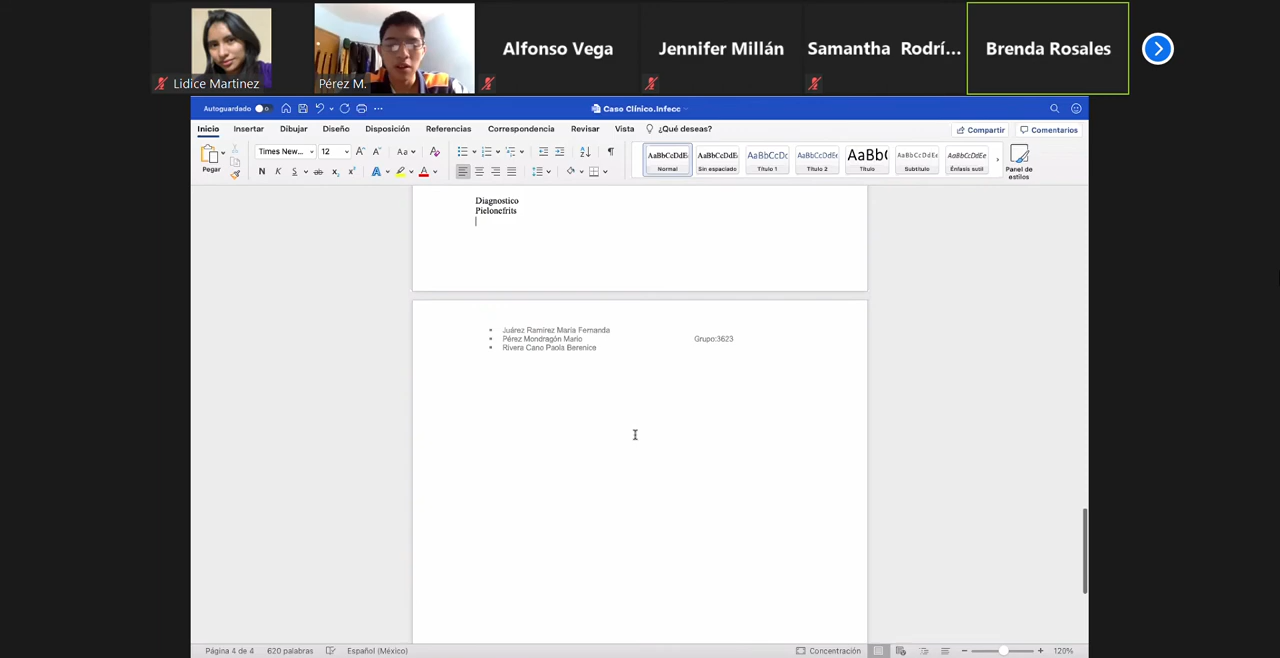 Lidice Martinez
Pérez M.
Alfonso Vega
Jennifer Millán
Samantha Rodrí...
Brenda Rosales
Autoguardado
Caso Clínico.Infecc
Inicio
Insertar
Dibujar
Diseño
Disposición
Referencias
Correspondencia
Revisar
Vista
¿Qué deseas?
Compartir
Comentarios
Pegar
Times New...
12
N K S ab x₂ x²
AaBbCcDdEe
Normal
AaBbCcDdEe
Sin espaciado
AaBbCcDc
Título 1
AaBbCcDdEe
Título 2
AaBb(
Título
AaBbCcDdEe
Subtítulo
AaBbCcDdEe
Énfasis sutil
Panel de
estilos
Diagnostico
Pielonefrits
Juárez Ramírez María Fernanda
Pérez Mondragón Mario
Grupo:3623
Rivera Cano Paola Berenice
Página 4 de 4
620 palabras
Español (México)
Concentración
120%